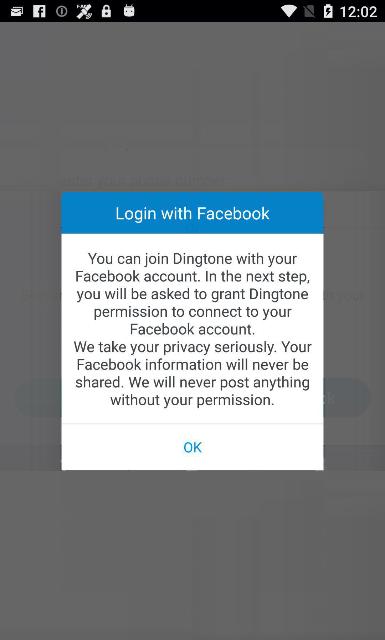 12:02
Login with Facebook
You can join Dingtone with your
Facebook account. In the next step,
you will be asked to grant Dingtone
permission to connect to your
Facebook account.
We take your privacy seriously. Your
Facebook information will never be
shared. We will never post anything
without your permission.
OK